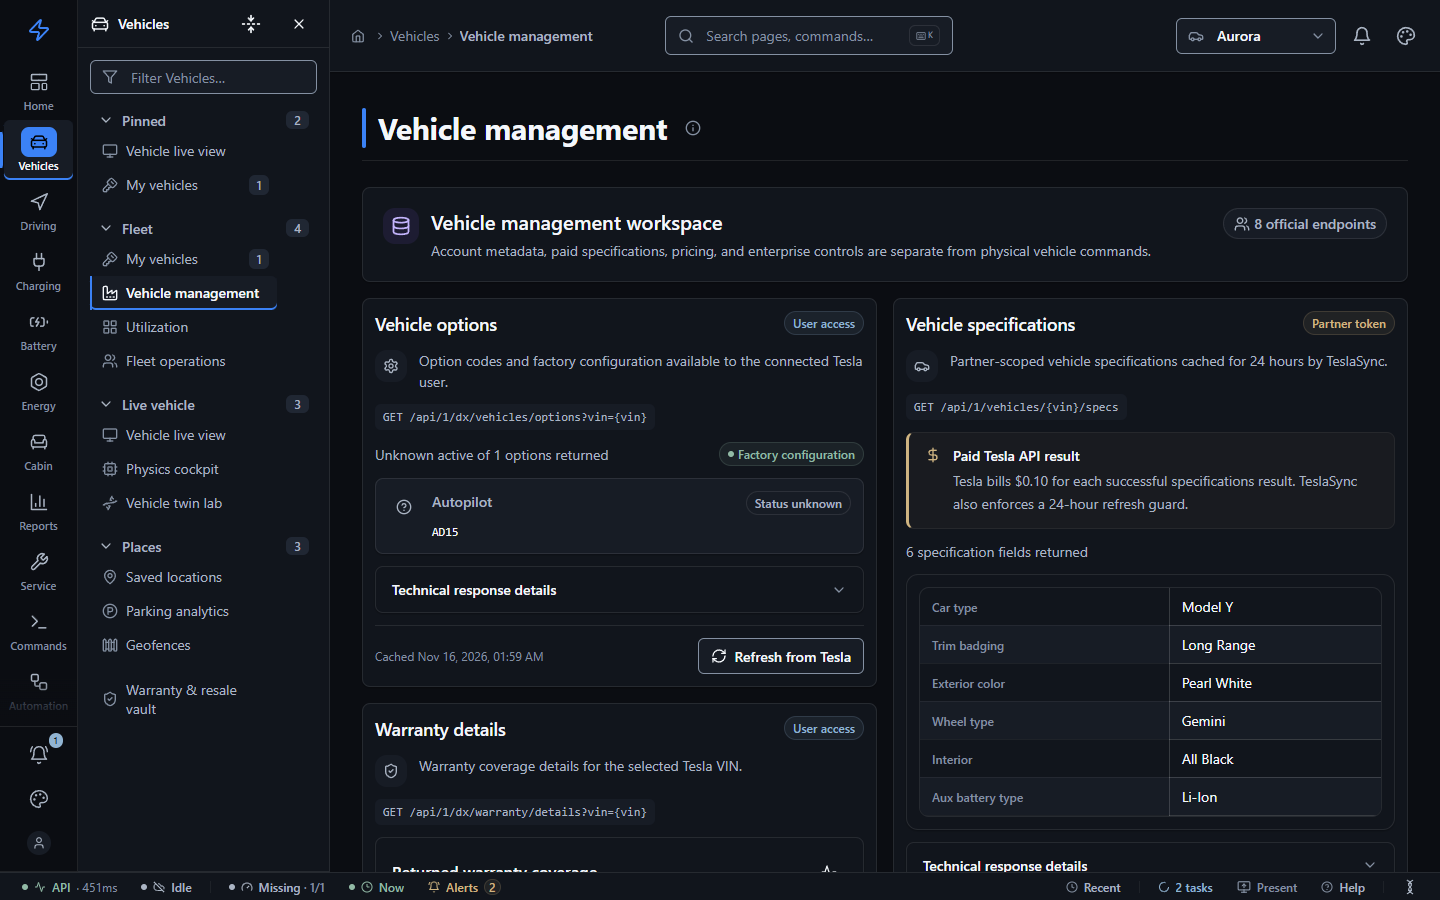 Home
Vehicles
Driving
Charging
Battery
Energy
Cabin
Reports
Service
Commands
Automation
1
Vehicles
Filter Vehicles...
Pinned 2
Vehicle live view
My vehicles 1
Fleet 4
My vehicles 1
Vehicle management
Utilization
Fleet operations
Live vehicle 3
Vehicle live view
Physics cockpit
Vehicle twin lab
Places 3
Saved locations
Parking analytics
Geofences
Warranty & resale
vault
Vehicles Vehicle management
Search pages, commands... K
Aurora
Vehicle management
Vehicle management workspace
Account metadata, paid specifications, pricing, and enterprise controls are separate from physical vehicle commands.
8 official endpoints
Vehicle options User access
Option codes and factory configuration available to the connected Tesla
user.
GET /api/1/dx/vehicles/options?vin={vin}
Unknown active of 1 options returned Factory configuration
Autopilot Status unknown
AD15
Technical response details
Cached Nov 16, 2026, 01:59 AM Refresh from Tesla
Warranty details User access
Warranty coverage details for the selected Tesla VIN.
GET /api/1/dx/warranty/details?vin={vin}
Returned warranty coverage
Vehicle specifications Partner token
Partner-scoped vehicle specifications cached for 24 hours by TeslaSync.
GET /api/1/vehicles/{vin}/specs
Paid Tesla API result
Tesla bills $0.10 for each successful specifications result. TeslaSync
also enforces a 24-hour refresh guard.
6 specification fields returned
Car type Model Y
Trim badging Long Range
Exterior color Pearl White
Wheel type Gemini
Interior All Black
Aux battery type Li-Ion
Technical response details
API · 451ms Idle Missing · 1/1 Now Alerts 2 Recent 2 tasks Present Help